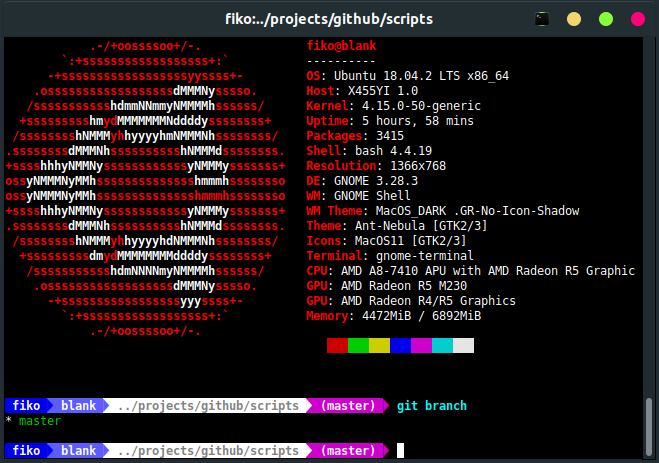 fiko:../projects/github/scripts
.-/+oossssoo+/-. fiko@blank
`:+ssssssssssssssssss+:` ----------
-+ssssssssssssssssssyyssss+- OS: Ubuntu 18.04.2 LTS x86_64
.ossssssssssssssssssdMMMNysssso. Host: X455YI 1.0
/ssssssssssshdmmNNmmyNMMMMhssssss/ Kernel: 4.15.0-50-generic
+ssssssssshmydMMMMMMMNddddyssssssss+ Uptime: 5 hours, 58 mins
/sssssssshNMMMyhhyyyyhmNMMMNhssssssss/ Packages: 3415
.ssssssssdMMMNhsssssssssshNMMMdssssssss. Shell: bash 4.4.19
+sssshhhyNMMNyssssssssssssyNMMMysssssss+ Resolution: 1366x768
ossyNMMMNyMMhsssssssssssssshmmmhssssssso DE: GNOME 3.28.3
ossyNMMMNyMMhsssssssssssssshmmmhssssssso WM: GNOME Shell
+sssshhhyNMMNyssssssssssssyNMMMysssssss+ WM Theme: MacOS_DARK .GR-No-Icon-Shadow
.ssssssssdMMMNhsssssssssshNMMMdssssssss. Theme: Ant-Nebula [GTK2/3]
/sssssssshNMMMyhhyyyyhdNMMMNhssssssss/ Icons: MacOS11 [GTK2/3]
+sssssssssdmydMMMMMMMMddddyssssssss+ Terminal: gnome-terminal
/ssssssssssshdmNNNNmyNMMMMhssssss/ CPU: AMD A8-7410 APU with AMD Radeon R5 Graphic
.ossssssssssssssssssdMMMNysssso. GPU: AMD Radeon R5 M230
-+sssssssssssssssssyyyssss+- GPU: AMD Radeon R4/R5 Graphics
`:+ssssssssssssssssss+:` Memory: 4472MiB / 6892MiB
.-/+oossssoo+/-.
fiko blank ../projects/github/scripts (master) git branch
* master
fiko blank ../projects/github/scripts (master)